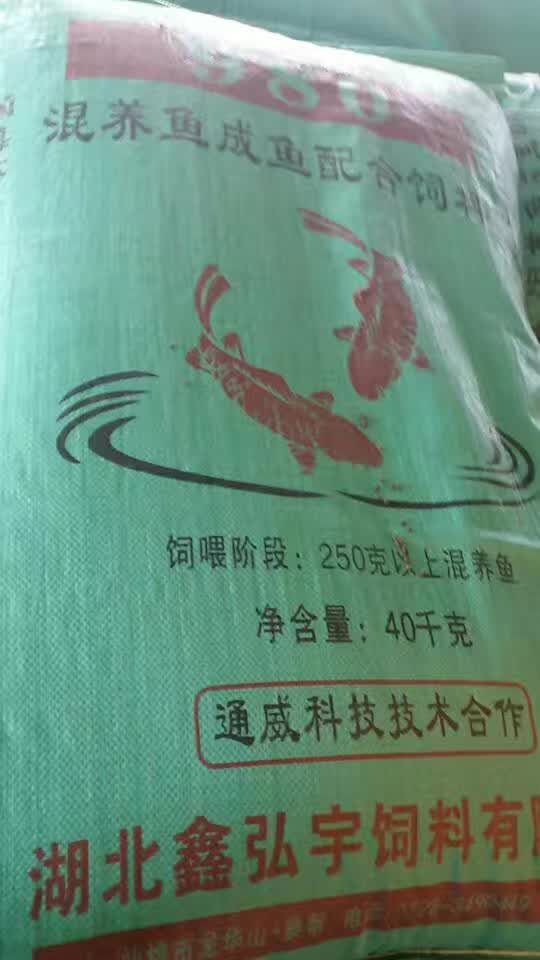 980
混养鱼成鱼配合饲料
饲喂阶段：250克以上混养鱼
净含量：40千克
通威科技技术合作
湖北鑫弘宇饲料有限